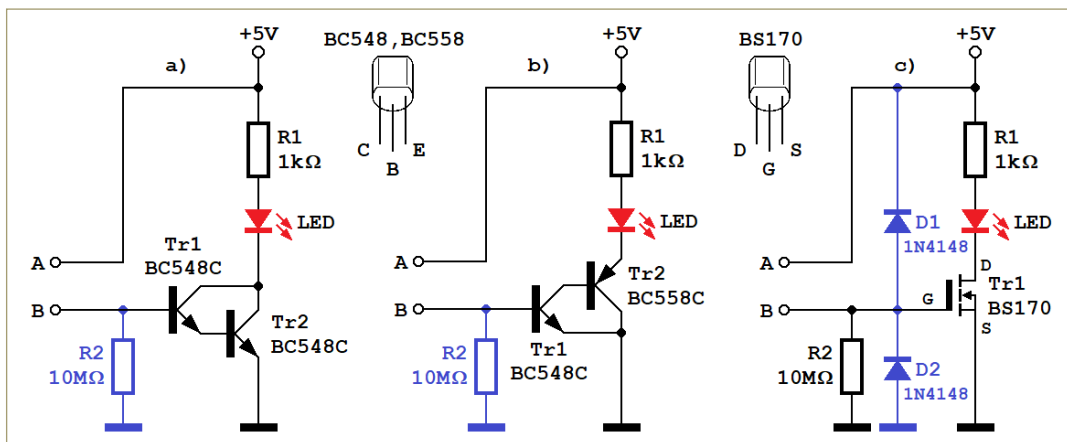 a)
+5V
R1
1kΩ
LED
A
B
Tr1
BC548C
Tr2
BC548C
R2
10MΩ
BC548,BC558
C
B
E
b)
+5V
R1
1kΩ
LED
A
B
Tr2
BC558C
Tr1
BC548C
R2
10MΩ
BS170
D
G
S
c)
+5V
R1
1kΩ
LED
D1
1N4148
A
B
D
G
S
Tr1
BS170
R2
10MΩ
D2
1N4148